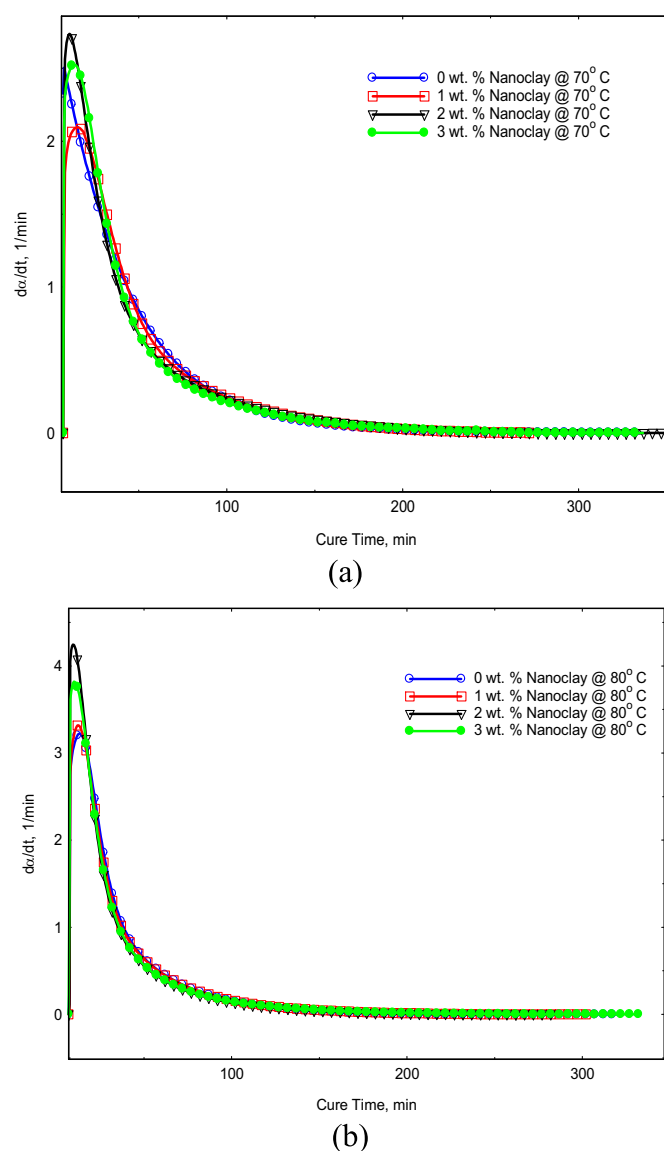 0 wt. % Nanoclay @ 70° C
1 wt. % Nanoclay @ 70° C
2 wt. % Nanoclay @ 70° C
3 wt. % Nanoclay @ 70° C
2
1
0
dα/dt, 1/min
100
200
300
Cure Time, min
(a)
0 wt. % Nanoclay @ 80° C
1 wt. % Nanoclay @ 80° C
2 wt. % Nanoclay @ 80° C
3 wt. % Nanoclay @ 80° C
4
3
2
1
0
dα/dt, 1/min
100
200
300
Cure Time, min
(b)